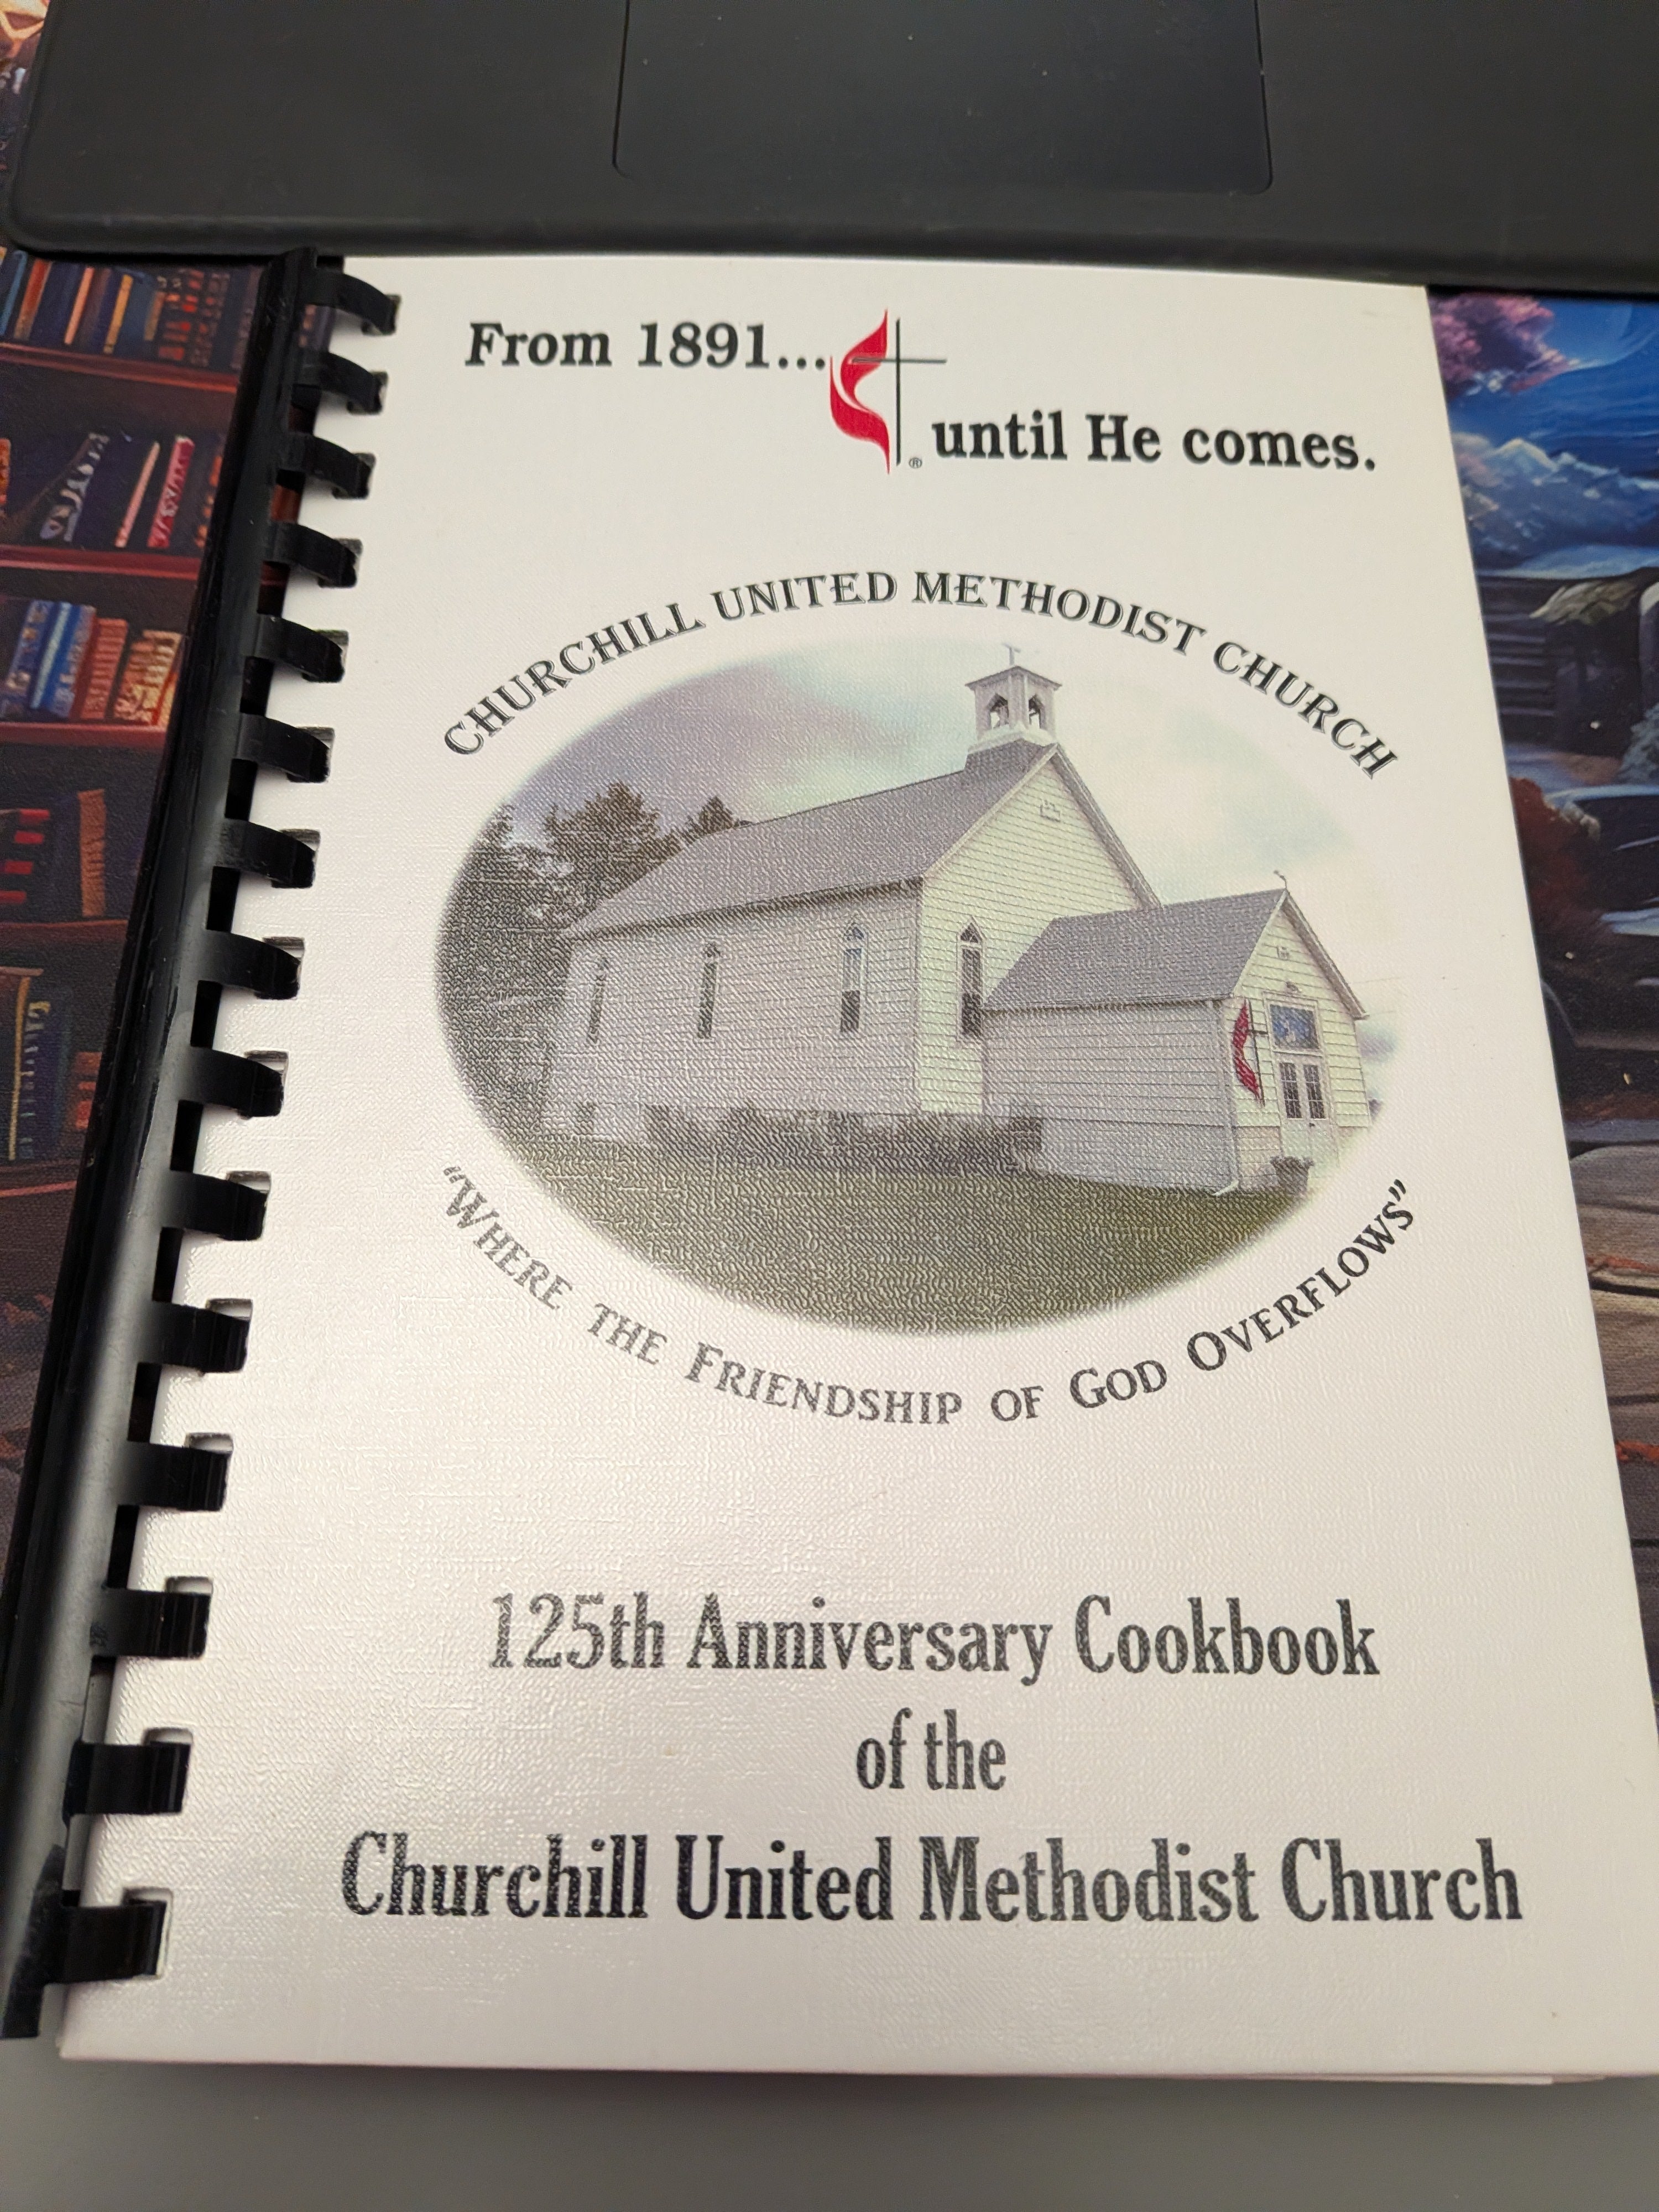 From 1891...
until He comes.
®
CHURCHILL UNITED METHODIST CHURCH
“WHERE THE FRIENDSHIP OF GOD OVERFLOWS”
125th Anniversary Cookbook
of the
Churchill United Methodist Church